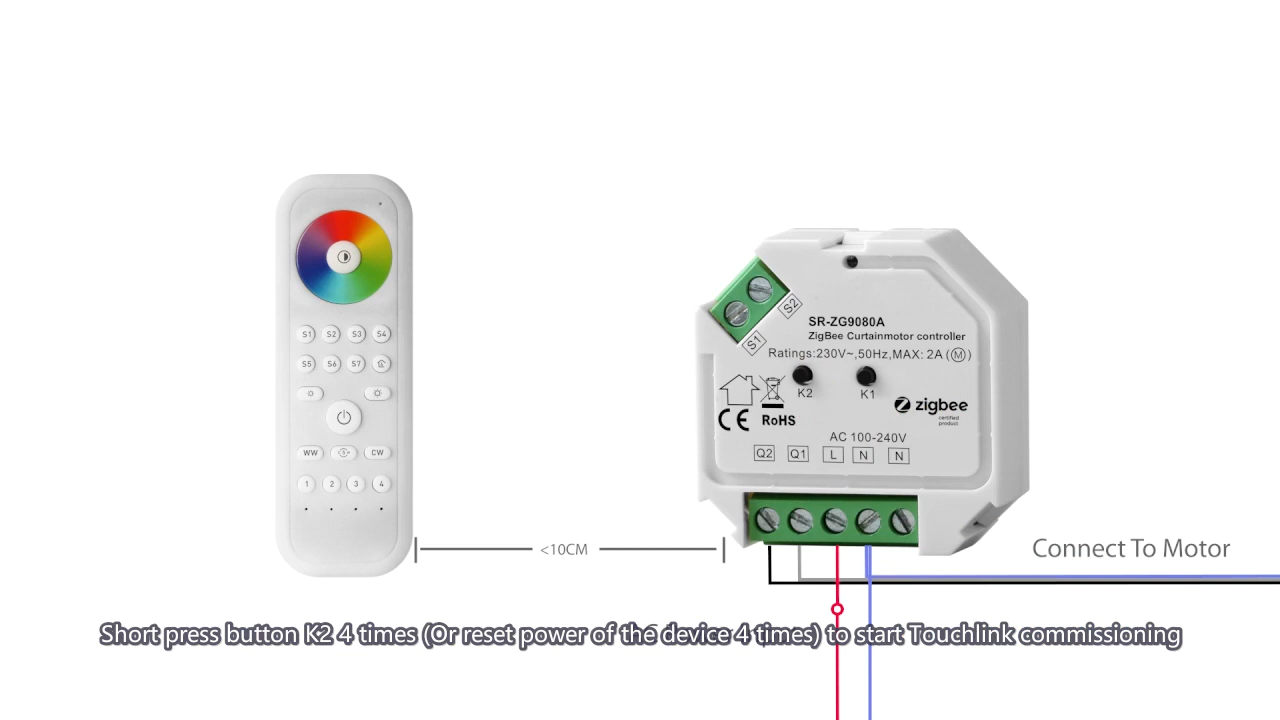 S1 S2 S3 S4
S5 S6 S7
WW CW
1 2 3 4
S2
S1
SR-ZG9080A
ZigBee Curtainmotor controller
Ratings:230V~,50Hz,MAX: 2A (Ⓜ)
K2 K1
CE RoHS
zigbee
certified
product
AC 100-240V
Q2 Q1 L N N
<10CM
Connect To Motor
Short press button K2 4 times (Or reset power of the device 4 times) to start Touchlink commissioning